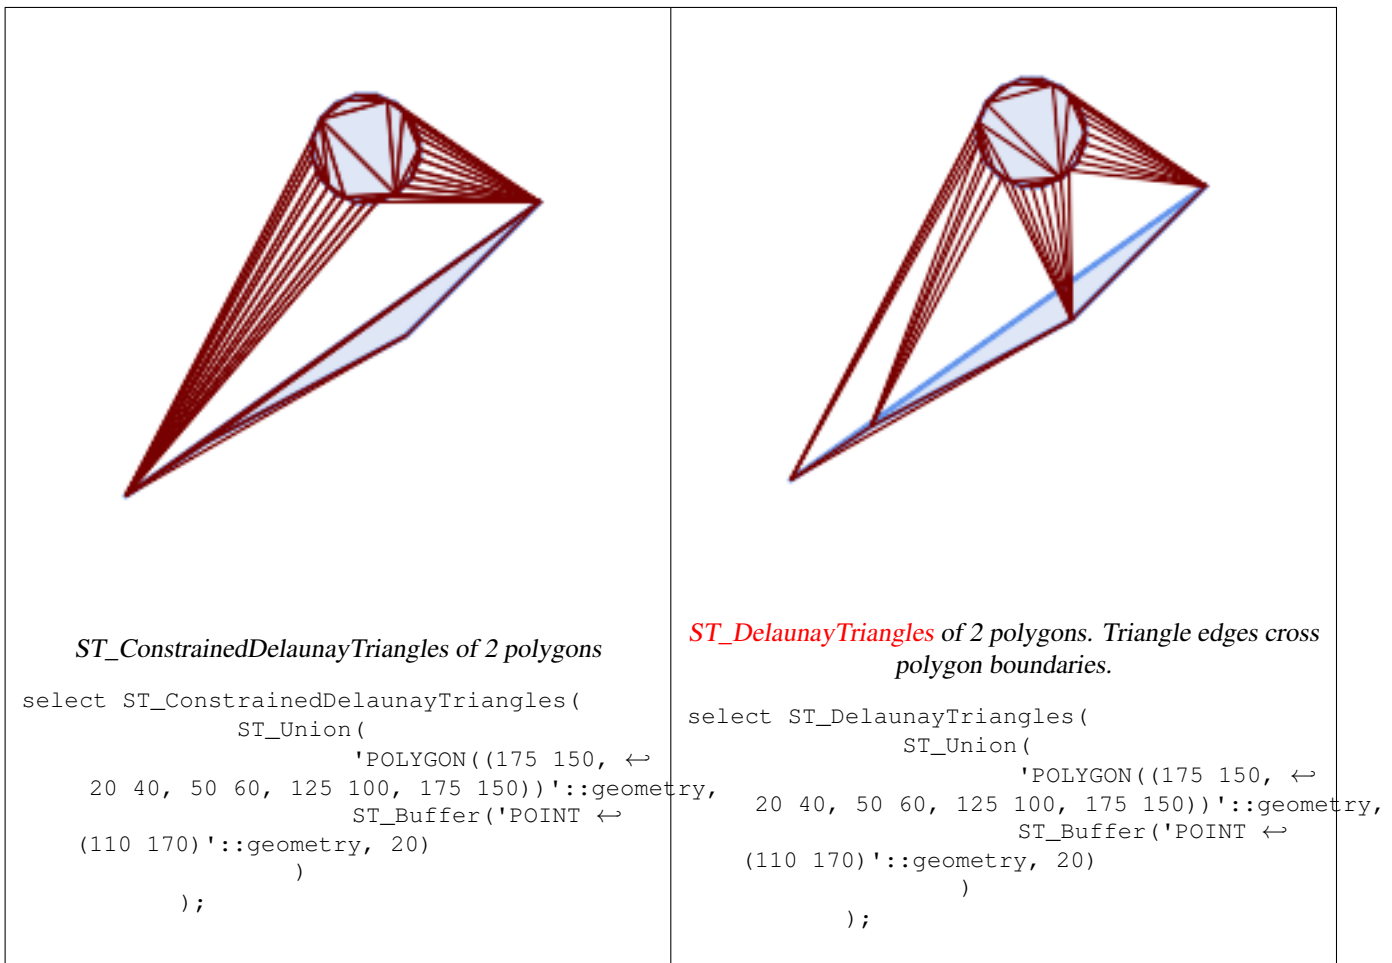 ST_ConstrainedDelaunayTriangles of 2 polygons
select ST_ConstrainedDelaunayTriangles(
ST_Union(
'POLYGON((175 150, ↩
20 40, 50 60, 125 100, 175 150))'::geometry,
ST_Buffer('POINT ↩
(110 170)'::geometry, 20)
)
);
ST_DelaunayTriangles of 2 polygons. Triangle edges cross
polygon boundaries.
select ST_DelaunayTriangles(
ST_Union(
'POLYGON((175 150, ↩
20 40, 50 60, 125 100, 175 150))'::geometry,
ST_Buffer('POINT ↩
(110 170)'::geometry, 20)
)
);